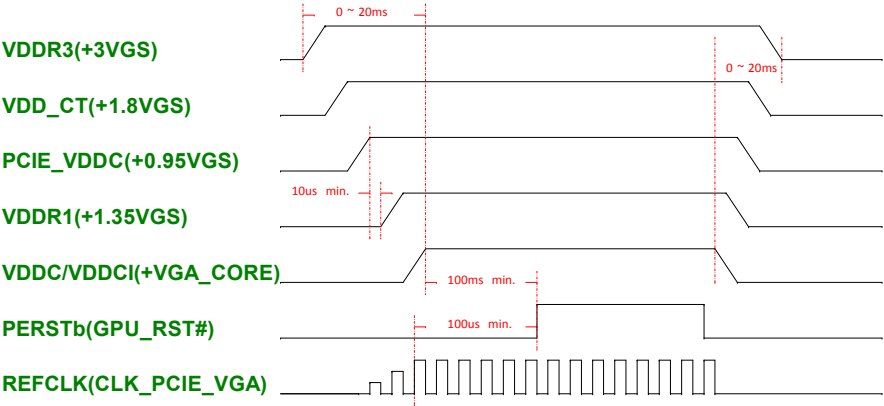 0 ~ 20ms
VDDR3(+3VGS)
0 ~ 20ms
VDD_CT(+1.8VGS)
PCIE_VDDC(+0.95VGS)
10us min.
VDDR1(+1.35VGS)
VDDC/VDDCI(+VGA_CORE)
100ms min.
PERSTb(GPU_RST#)
100us min.
REFCLK(CLK_PCIE_VGA)